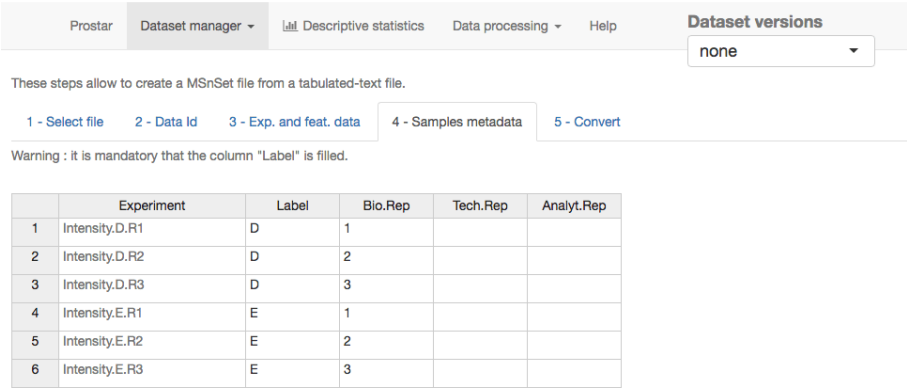 Prostar Dataset manager Descriptive statistics Data processing Help Dataset versions
none
These steps allow to create a MSnSet file from a tabulated-text file.
1 - Select file 2 - Data Id 3 - Exp. and feat. data 4 - Samples metadata 5 - Convert
Warning : it is mandatory that the column "Label" is filled.
Experiment Label Bio.Rep Tech.Rep Analyt.Rep
1 Intensity.D.R1 D 1
2 Intensity.D.R2 D 2
3 Intensity.D.R3 D 3
4 Intensity.E.R1 E 1
5 Intensity.E.R2 E 2
6 Intensity.E.R3 E 3